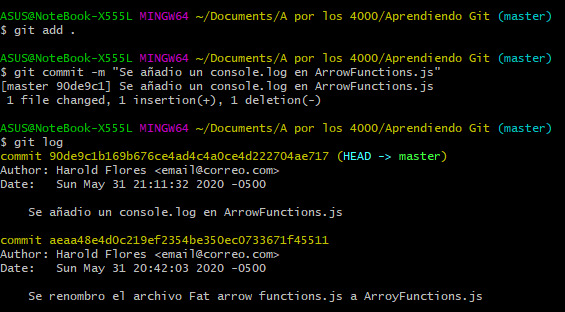 ASUS@NoteBook-X555L MINGW64 ~/Documents/A por los 4000/Aprendiendo Git (master)
$ git add .
ASUS@NoteBook-X555L MINGW64 ~/Documents/A por los 4000/Aprendiendo Git (master)
$ git commit -m "Se añadio un console.log en ArrowFunctions.js"
[master 90de9c1] Se añadio un console.log en ArrowFunctions.js
1 file changed, 1 insertion(+), 1 deletion(-)
ASUS@NoteBook-X555L MINGW64 ~/Documents/A por los 4000/Aprendiendo Git (master)
$ git log
commit 90de9c1b169b676ce4ad4c4a0ce4d222704ae717 (HEAD -> master)
Author: Harold Flores <email@correo.com>
Date:   Sun May 31 21:11:32 2020 -0500
Se añadio un console.log en ArrowFunctions.js
commit aeaa48e4d0c219ef2354be350ec0733671f45511
Author: Harold Flores <email@correo.com>
Date:   Sun May 31 20:42:03 2020 -0500
Se renombro el archivo Fat arrow functions.js a ArroyFunctions.js